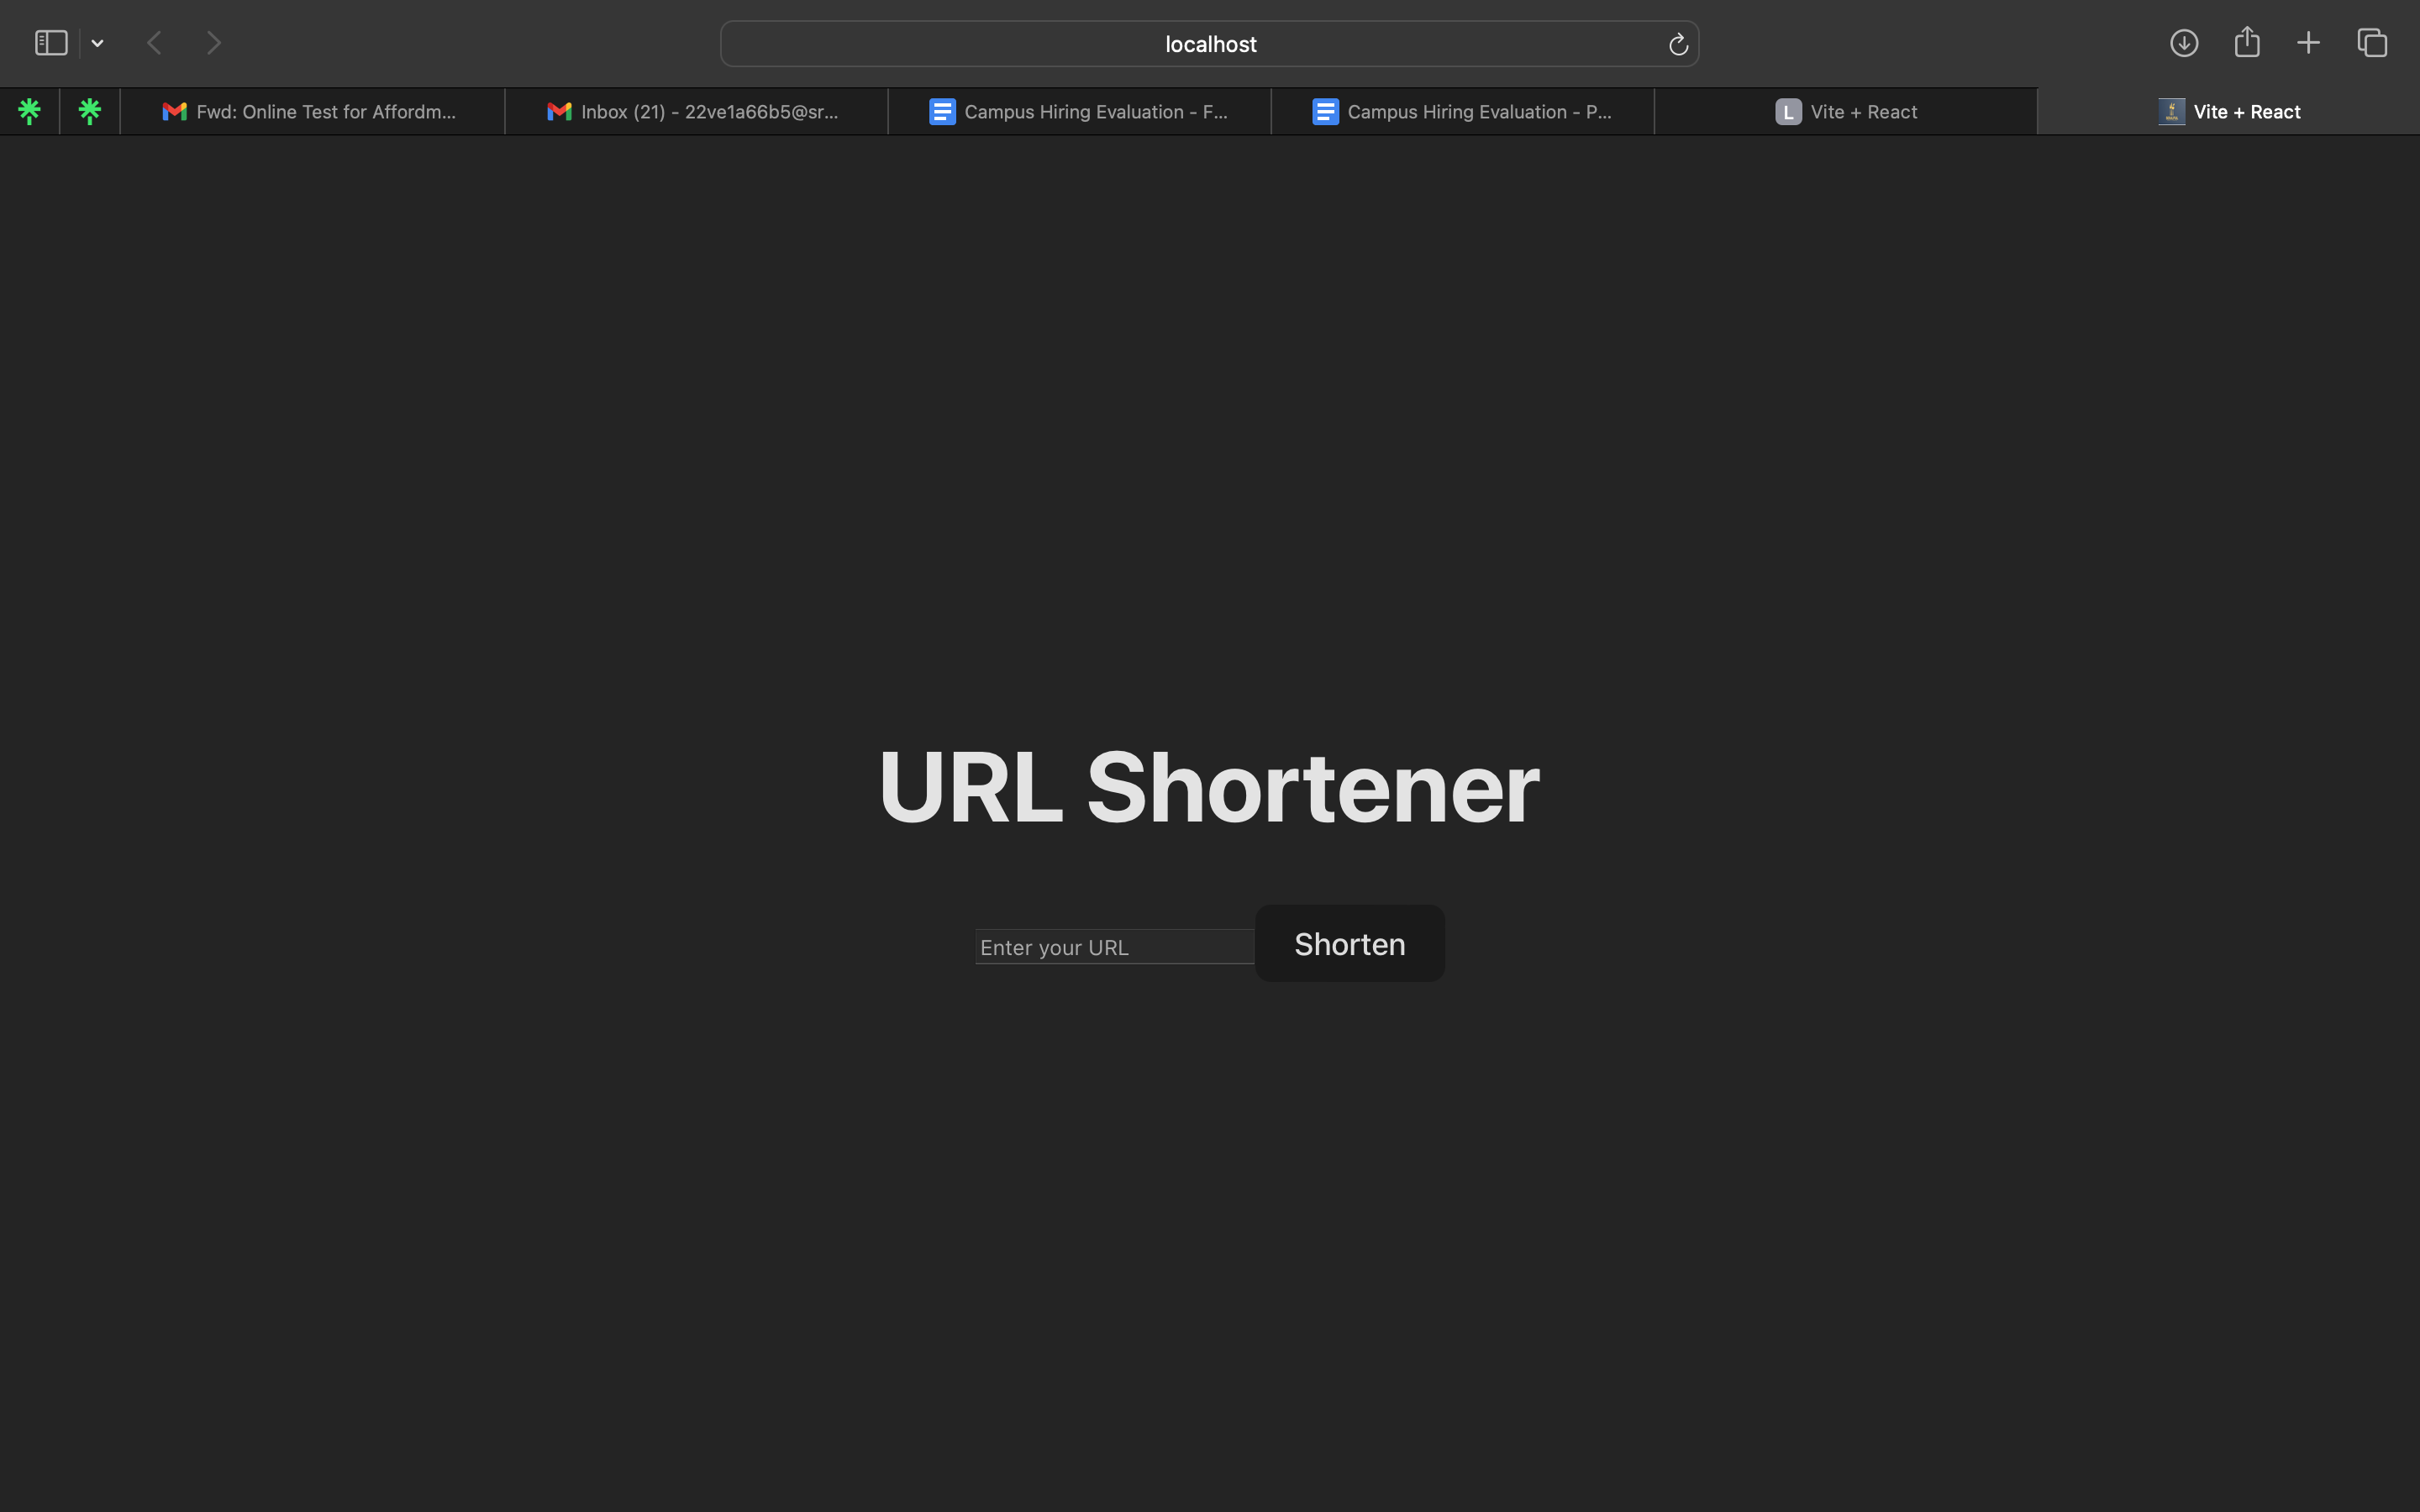 localhost
Fwd: Online Test for Affordm...
Inbox (21) - 22ve1a66b5@sr...
Campus Hiring Evaluation - F...
Campus Hiring Evaluation - P...
L Vite + React
Vite + React
URL Shortener
Enter your URL
Shorten